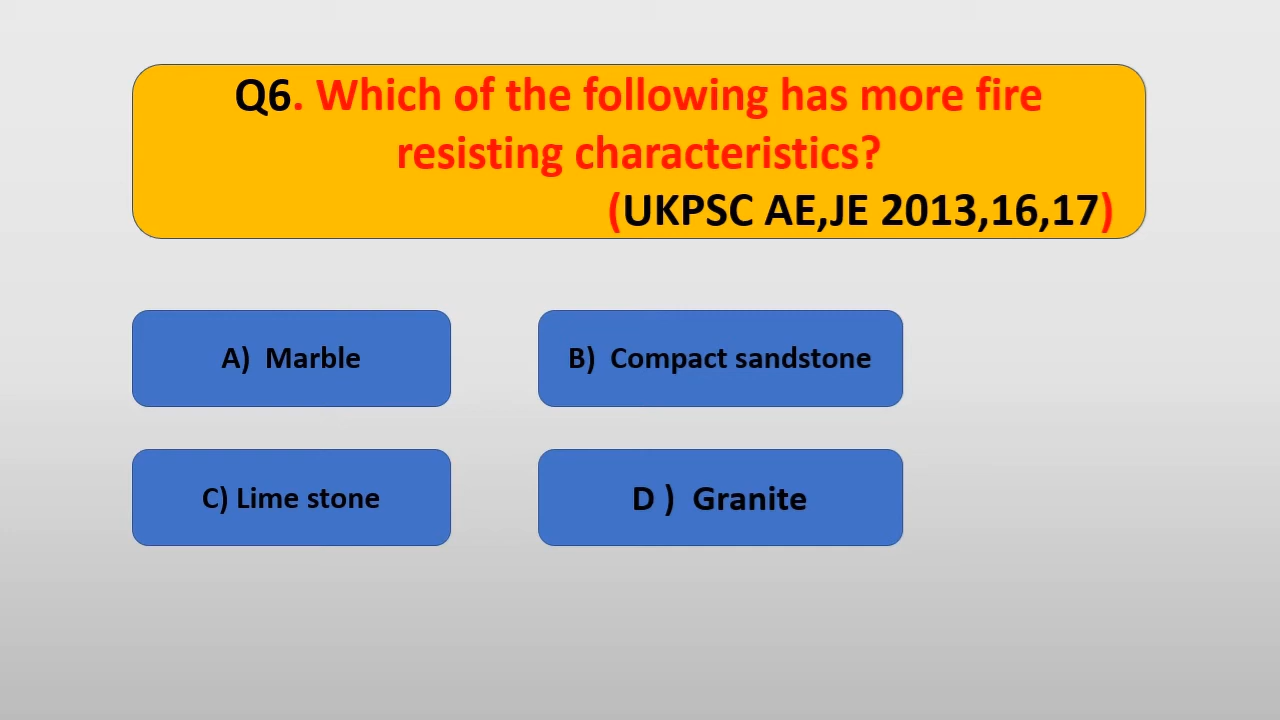 Q6. Which of the following has more fire
resisting characteristics?
(UKPSC AE,JE 2013,16,17)
A)  Marble
B)  Compact sandstone
C) Lime stone
D )  Granite